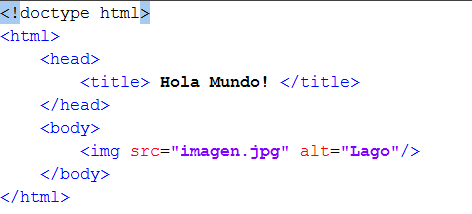 <!doctype html>
<html>
<head>
<title> Hola Mundo! </title>
</head>
<body>
<img src="imagen.jpg" alt="Lago"/>
</body>
</html>